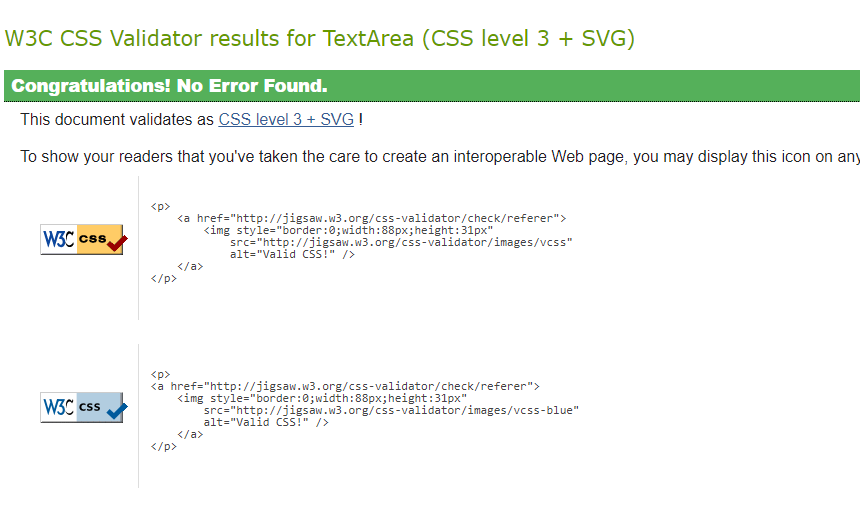 W3C CSS Validator results for TextArea (CSS level 3 + SVG)
Congratulations! No Error Found.
This document validates as CSS level 3 + SVG !
To show your readers that you've taken the care to create an interoperable Web page, you may display this icon on any
W3C css
<p>
<a href="http://jigsaw.w3.org/css-validator/check/referer">
<img style="border:0;width:88px;height:31px"
src="http://jigsaw.w3.org/css-validator/images/vcss"
alt="Valid CSS!" />
</a>
</p>
W3C css
<p>
<a href="http://jigsaw.w3.org/css-validator/check/referer">
<img style="border:0;width:88px;height:31px"
src="http://jigsaw.w3.org/css-validator/images/vcss-blue"
alt="Valid CSS!" />
</a>
</p>